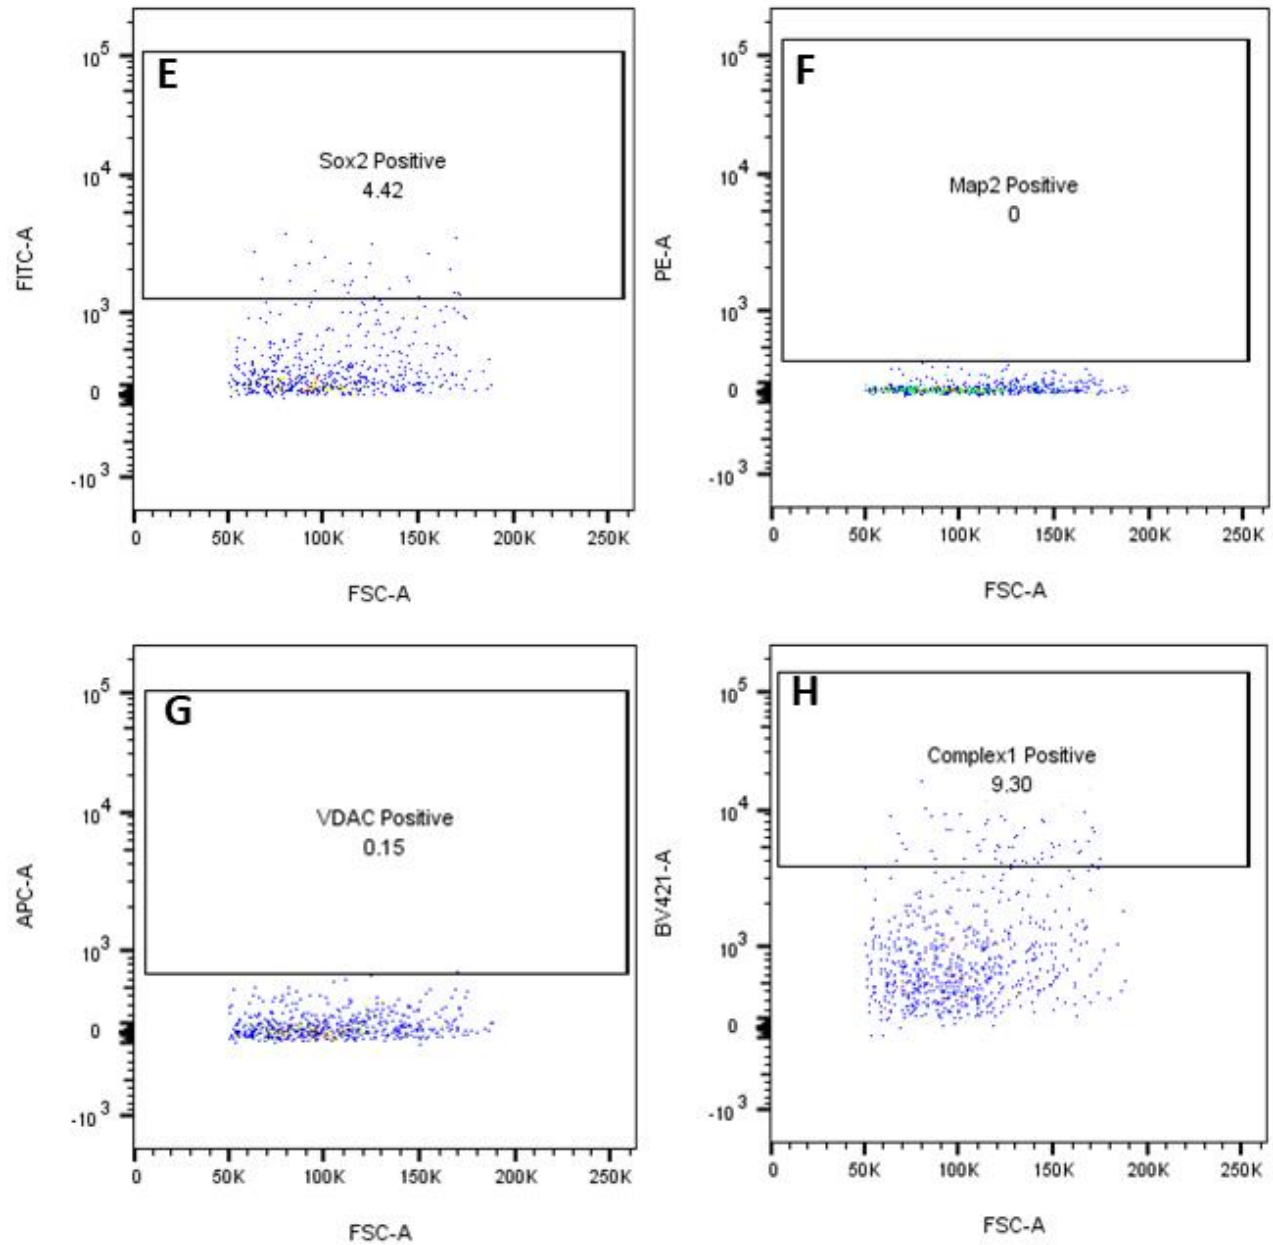 E
10^5
Sox2 Positive
4.42
10^4
FITC-A
10^3
0
-10^3
0 50K 100K 150K 200K 250K
FSC-A
F
10^5
Map2 Positive
0
10^4
PE-A
10^3
0
-10^3
0 50K 100K 150K 200K 250K
FSC-A
G
10^5
VDAC Positive
0.15
10^4
APC-A
10^3
0
-10^3
0 50K 100K 150K 200K 250K
FSC-A
H
10^5
Complex1 Positive
9.30
10^4
BV421-A
10^3
0
-10^3
0 50K 100K 150K 200K 250K
FSC-A